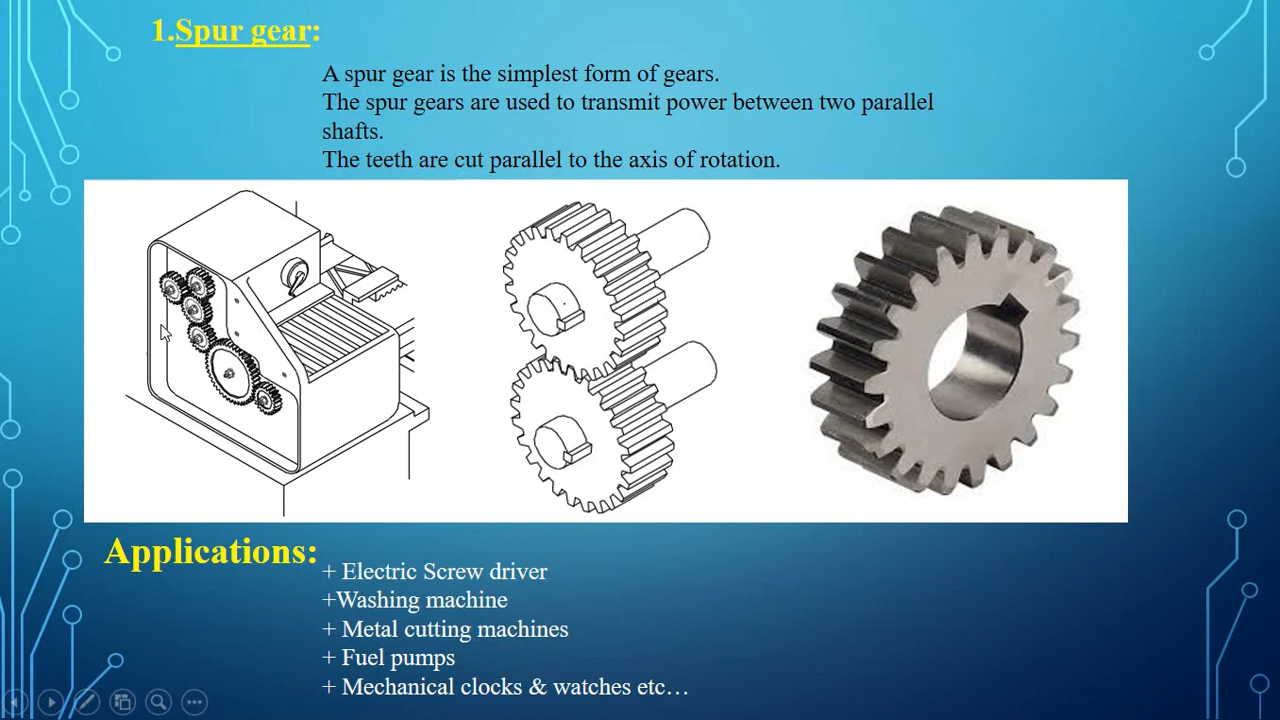 1.Spur gear:
A spur gear is the simplest form of gears.
The spur gears are used to transmit power between two parallel
shafts.
The teeth are cut parallel to the axis of rotation.
Applications:
+ Electric Screw driver
+Washing machine
+ Metal cutting machines
+ Fuel pumps
+ Mechanical clocks & watches etc…